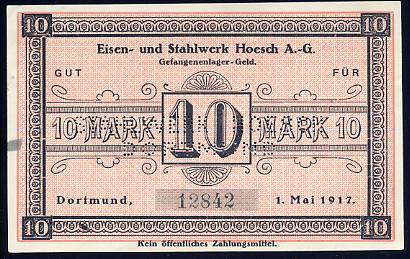 10 10
Eisen- und Stahlwerk Hoesch A.-G.
Gefangenenlager-Geld.
GUT FÜR
10 MARK 10 MARK 10
Dortmund, 12842 1. Mai 1917.
10 10
Kein öffentliches Zahlungsmittel.